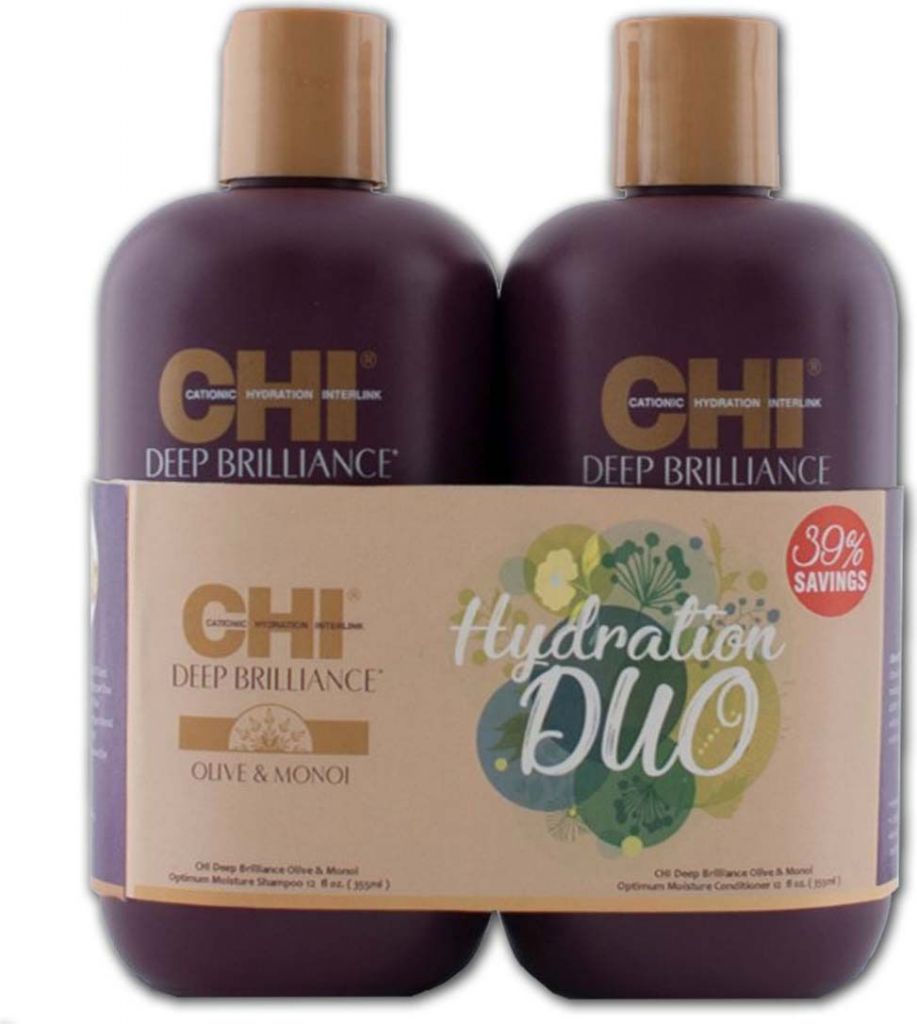 CHI®
CATIONIC HYDRATION INTERLINK
DEEP BRILLIANCE
CHI®
CATIONIC HYDRATION INTERLINK
DEEP BRILLIANCE
CHI®
CATIONIC HYDRATION INTERLINK
DEEP BRILLIANCE
OLIVE & MONOI
Hydration
DUO
39%
SAVINGS
CHI Deep Brilliance Olive & Monoi
Optimum Moisture Shampoo 12 fl oz. (355ml)
CHI Deep Brilliance Olive & Monoi
Optimum Moisture Conditioner 12 fl oz. (355ml)